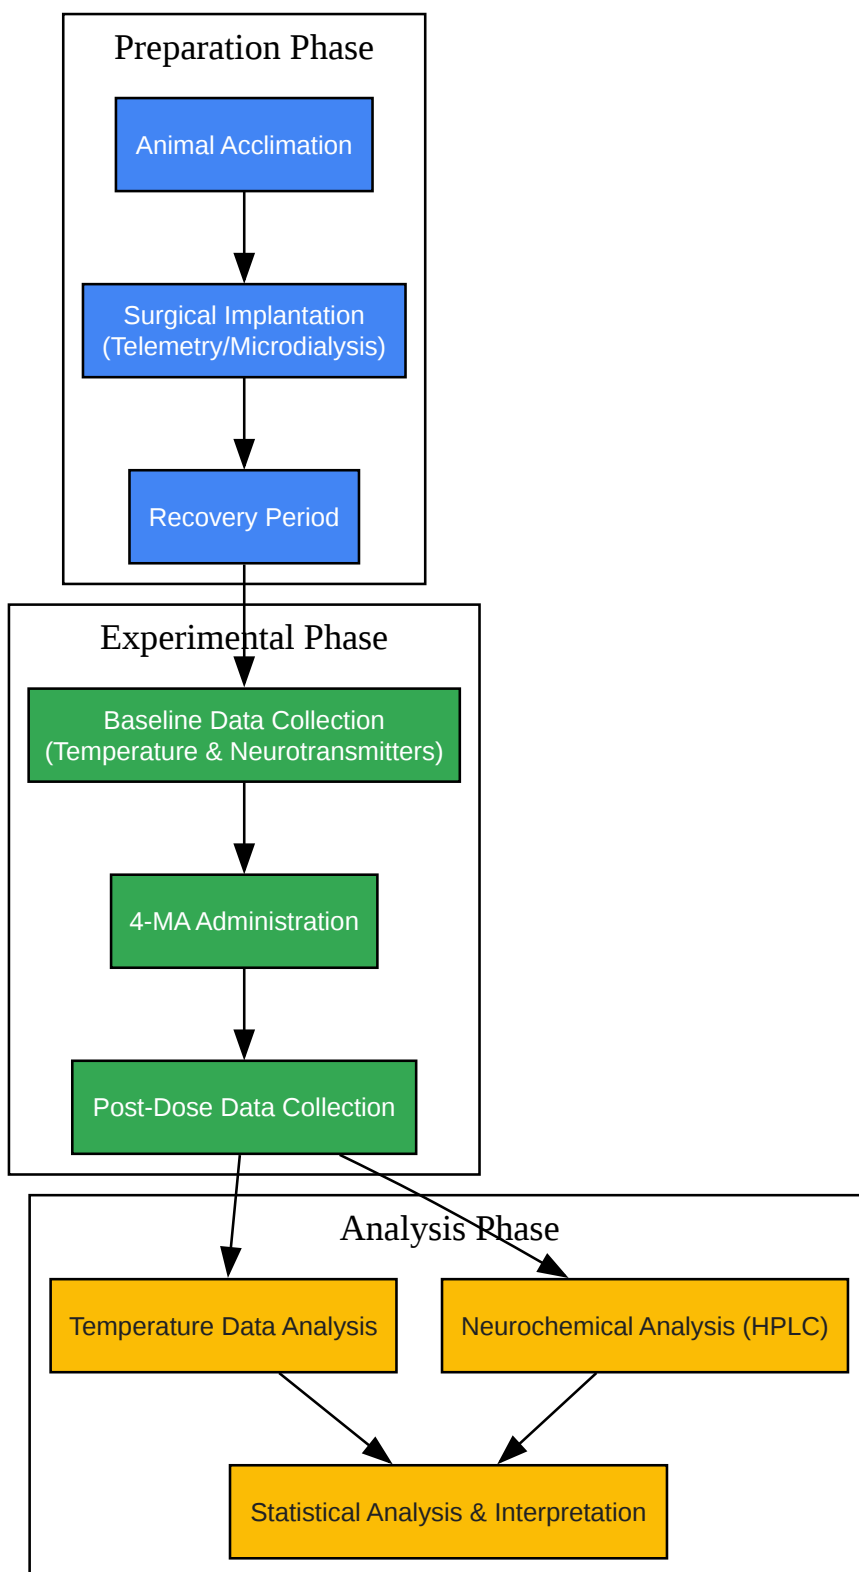 Preparation Phase
Animal Acclimation
Surgical Implantation
(Telemetry/Microdialysis)
Recovery Period
Experimental Phase
Baseline Data Collection
(Temperature & Neurotransmitters)
4-MA Administration
Post-Dose Data Collection
Analysis Phase
Temperature Data Analysis
Neurochemical Analysis (HPLC)
Statistical Analysis & Interpretation